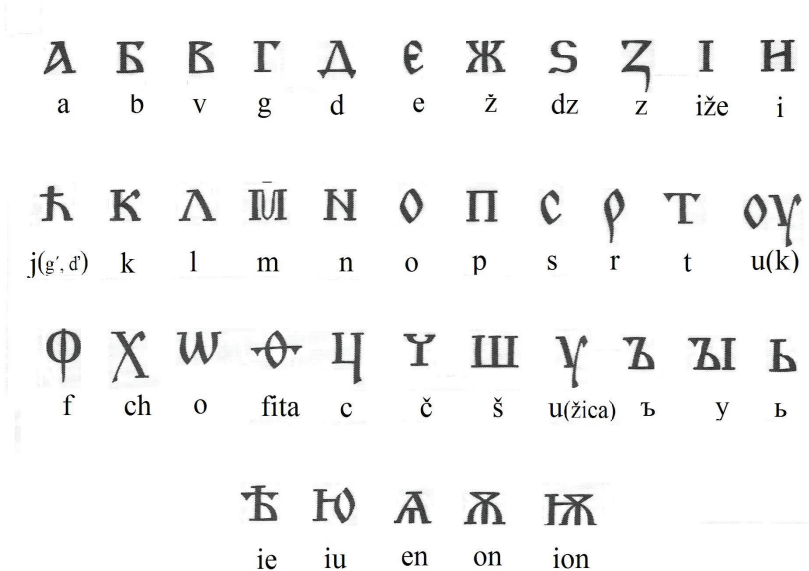 А Б В Г Д Є Ж Ѕ Ꙁ І Н
a b v g d e ž dz z iže i
Ћ К Л М̄ N О П С Р Т ОУ
j(g′, d′) k l m n o p s r t u(k)
Ф Х Ѡ Ѳ Ц Ч Ш Ѵ Ъ ЪІ Ь
f ch o fita c č š u(žica) ъ y ь
Ѣ Ю Ѧ Ѫ Ѭ
ie iu en on ion